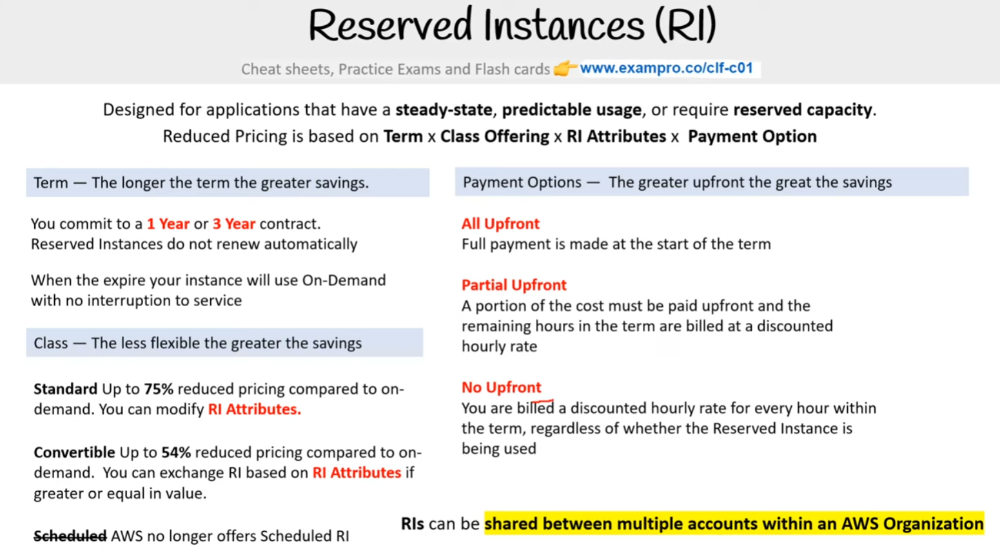 Reserved Instances (RI)
Cheat sheets, Practice Exams and Flash cards 👉 www.exampro.co/clf-c01
Designed for applications that have a steady-state, predictable usage, or require reserved capacity.
Reduced Pricing is based on Term x Class Offering x RI Attributes x Payment Option
Term — The longer the term the greater savings.
You commit to a 1 Year or 3 Year contract.
Reserved Instances do not renew automatically
When the expire your instance will use On-Demand
with no interruption to service
Class — The less flexible the greater the savings
Standard Up to 75% reduced pricing compared to on-
demand. You can modify RI Attributes.
Convertible Up to 54% reduced pricing compared to on-
demand. You can exchange RI based on RI Attributes if
greater or equal in value.
Scheduled AWS no longer offers Scheduled RI
Payment Options — The greater upfront the great the savings
All Upfront
Full payment is made at the start of the term
Partial Upfront
A portion of the cost must be paid upfront and the
remaining hours in the term are billed at a discounted
hourly rate
No Upfront
You are billed a discounted hourly rate for every hour within
the term, regardless of whether the Reserved Instance is
being used
RIs can be shared between multiple accounts within an AWS Organization